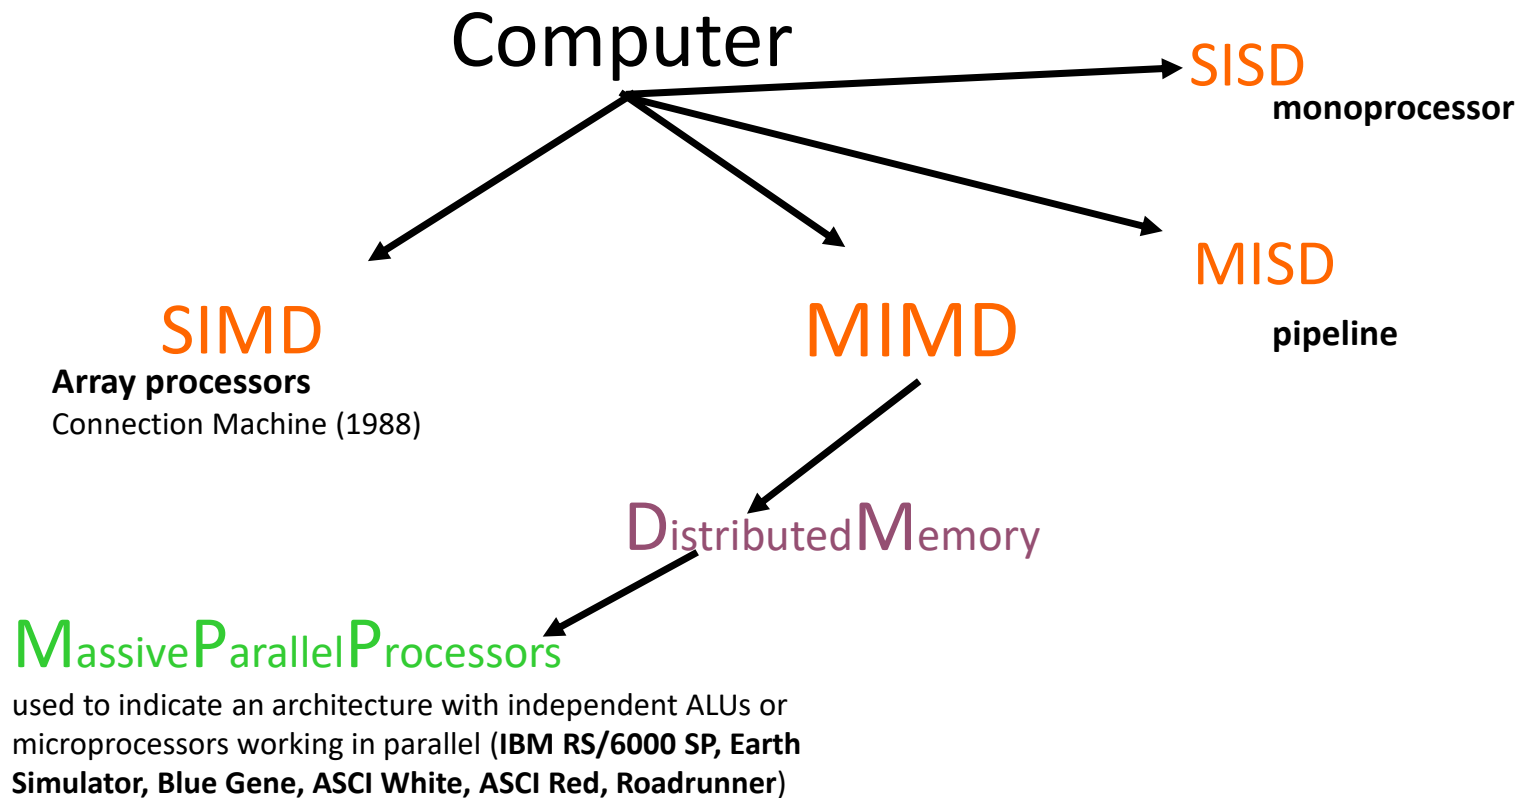 Computer
SISD
monoprocessor
MISD
pipeline
SIMD
Array processors
Connection Machine (1988)
MIMD
DistributedMemory
MassiveParallelProcessors
used to indicate an architecture with independent ALUs or
microprocessors working in parallel (IBM RS/6000 SP, Earth
Simulator, Blue Gene, ASCI White, ASCI Red, Roadrunner)